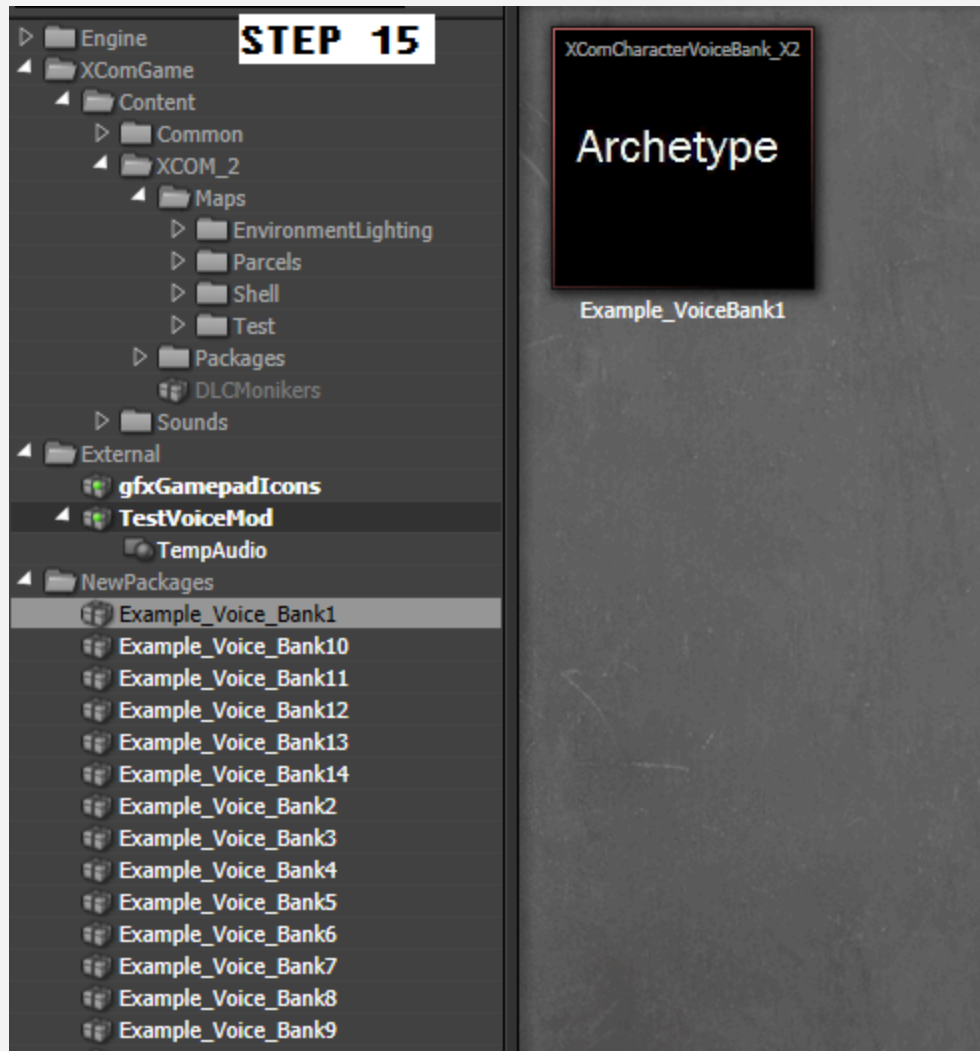 STEP 15
Engine
XComGame
Content
Common
XCOM_2
Maps
EnvironmentLighting
Parcels
Shell
Test
Packages
DLCMonikers
Sounds
External
gfxGamepadIcons
TestVoiceMod
TempAudio
NewPackages
Example_Voice_Bank1
Example_Voice_Bank10
Example_Voice_Bank11
Example_Voice_Bank12
Example_Voice_Bank13
Example_Voice_Bank14
Example_Voice_Bank2
Example_Voice_Bank3
Example_Voice_Bank4
Example_Voice_Bank5
Example_Voice_Bank6
Example_Voice_Bank7
Example_Voice_Bank8
Example_Voice_Bank9
XComCharacterVoiceBank_X2
Archetype
Example_VoiceBank1